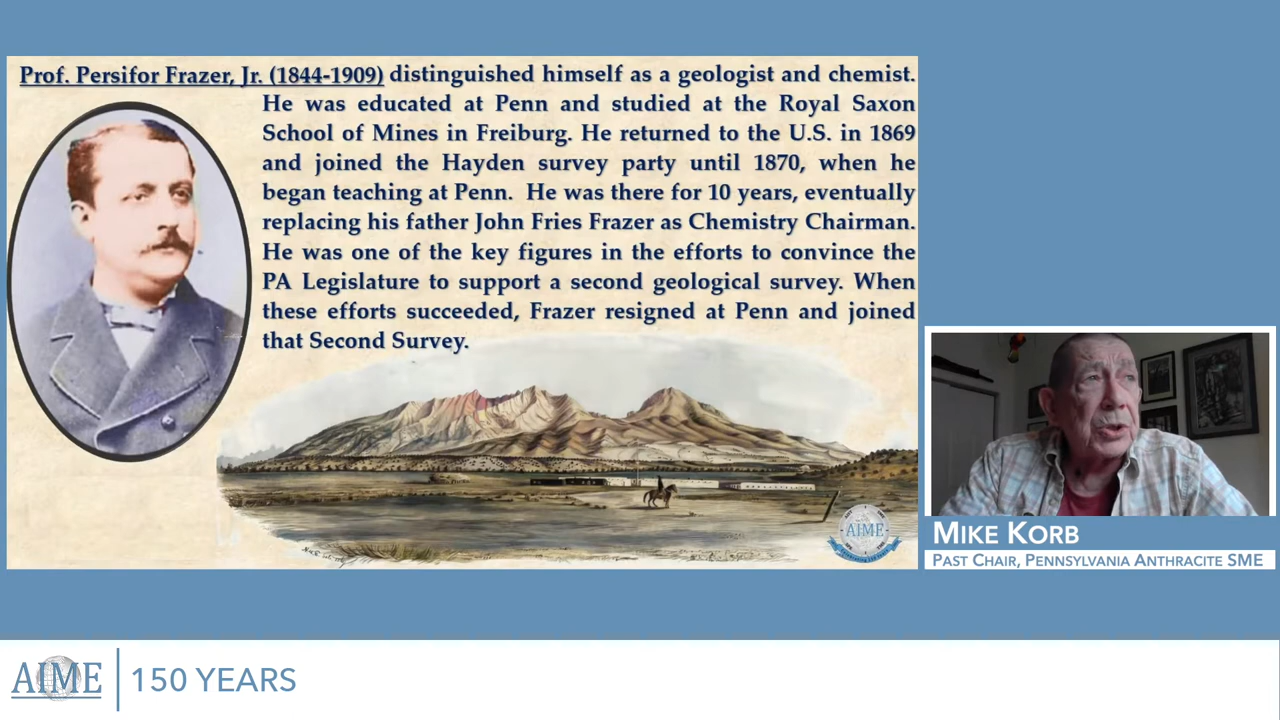 Prof. Persifor Frazer, Jr. (1844-1909) distinguished himself as a geologist and chemist.
He was educated at Penn and studied at the Royal Saxon
School of Mines in Freiburg. He returned to the U.S. in 1869
and joined the Hayden survey party until 1870, when he
began teaching at Penn. He was there for 10 years, eventually
replacing his father John Fries Frazer as Chemistry Chairman.
He was one of the key figures in the efforts to convince the
PA Legislature to support a second geological survey. When
these efforts succeeded, Frazer resigned at Penn and joined
that Second Survey.
AIME
MIKE KORB
PAST CHAIR, PENNSYLVANIA ANTHRACITE SME
AIME
150 YEARS